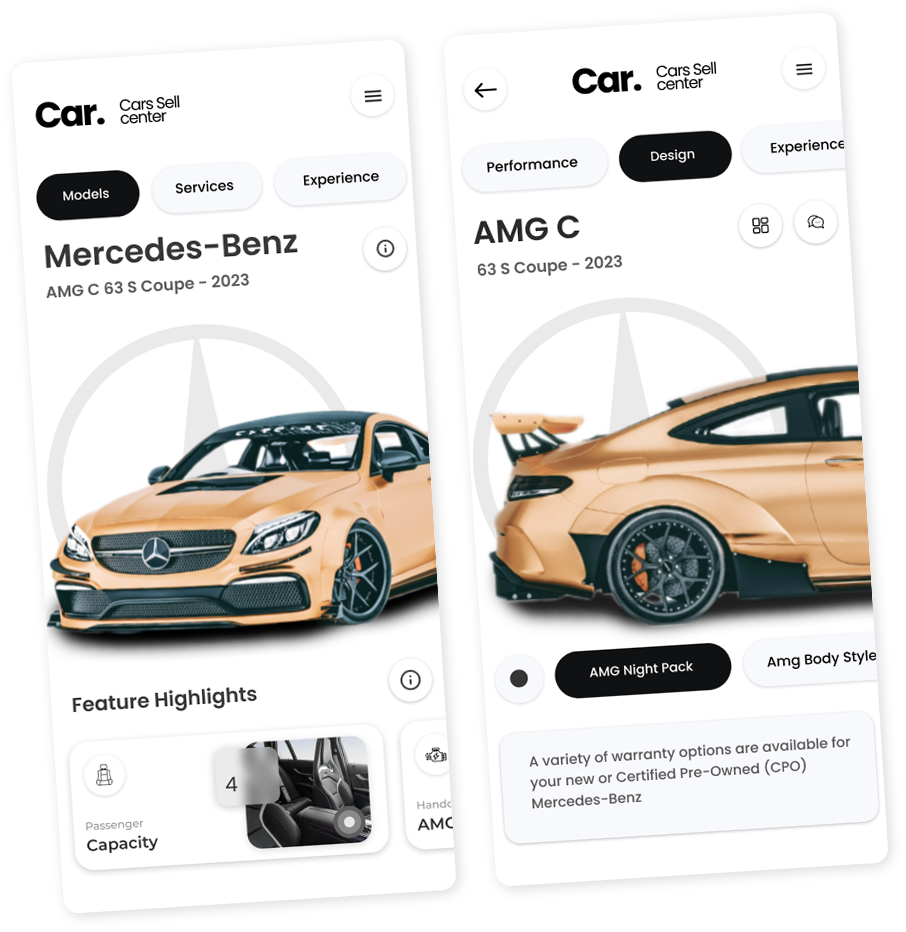 Car.
Cars Sell
center
Models
Services
Experience
Mercedes-Benz
AMG C 63 S Coupe - 2023
Feature Highlights
4
Passenger
Capacity
AMC
Car.
Cars Sell
center
Performance
Design
Experience
AMG C
63 S Coupe - 2023
AMG Night Pack
Amg Body Style
A variety of warranty options are available for
your new or Certified Pre-Owned (CPO)
Mercedes-Benz